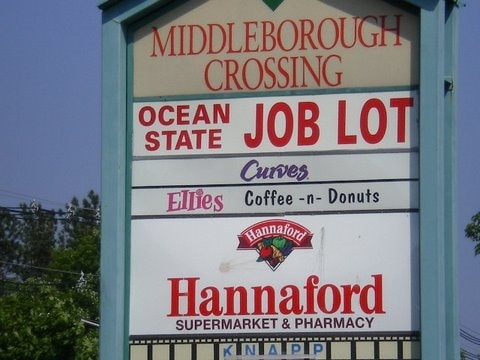 MIDDLEBOROUGH
CROSSING
OCEAN STATE JOB LOT
Curves
Ellies Coffee -n- Donuts
Hannaford
Hannaford
SUPERMARKET & PHARMACY
KNAPP